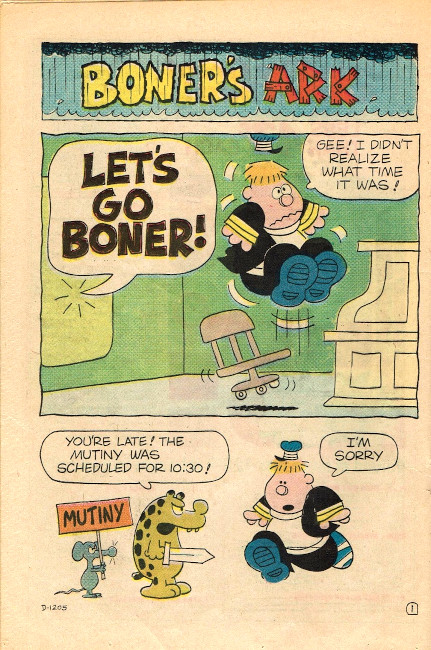 BONER'S ARK
LET'S
GO
BONER!
GEE! I DIDN'T
REALIZE
WHAT TIME
IT WAS!
YOU'RE LATE! THE
MUTINY WAS
SCHEDULED FOR 10:30!
I'M
SORRY
MUTINY
D-1205
1